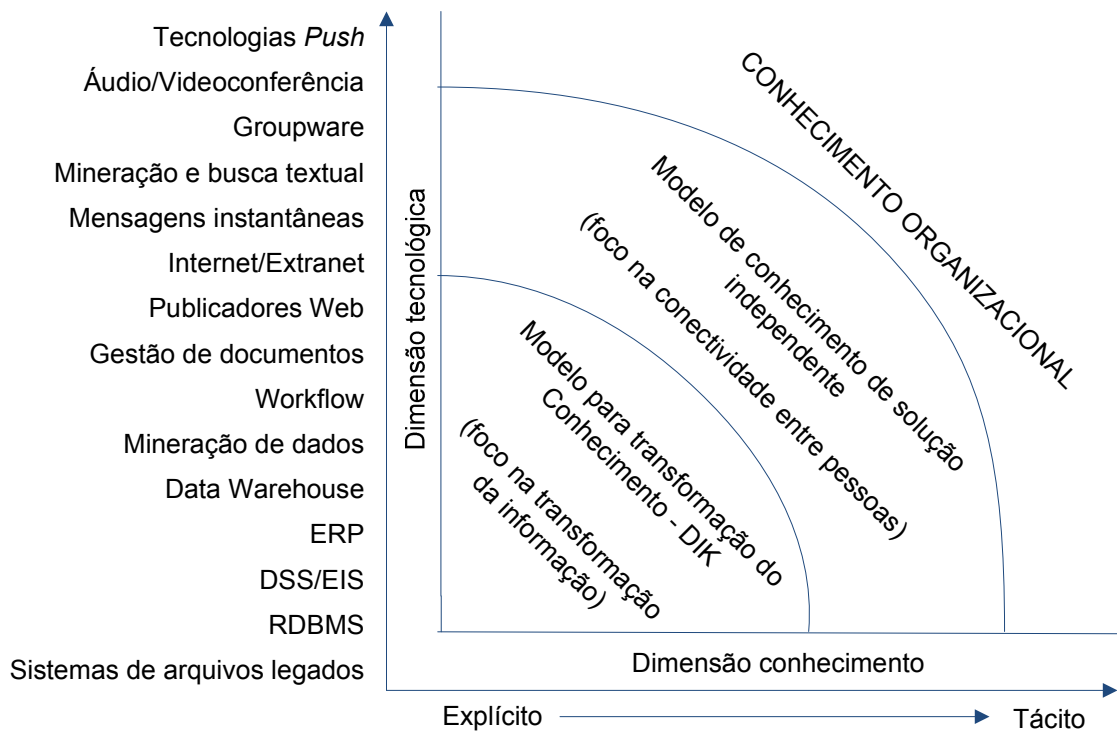 Tecnologias Push
Áudio/Videoconferência
Groupware
Mineração e busca textual
Mensagens instantâneas
Internet/Extranet
Publicadores Web
Gestão de documentos
Workflow
Mineração de dados
Data Warehouse
ERP
DSS/EIS
RDBMS
Sistemas de arquivos legados
Dimensão tecnológica
CONHECIMENTO ORGANIZACIONAL
Modelo de conhecimento de solução
independente
(foco na conectividade entre pessoas)
Modelo para transformação do
Conhecimento - DIK
(foco na transformação
da informação)
Dimensão conhecimento
Explícito
Tácito